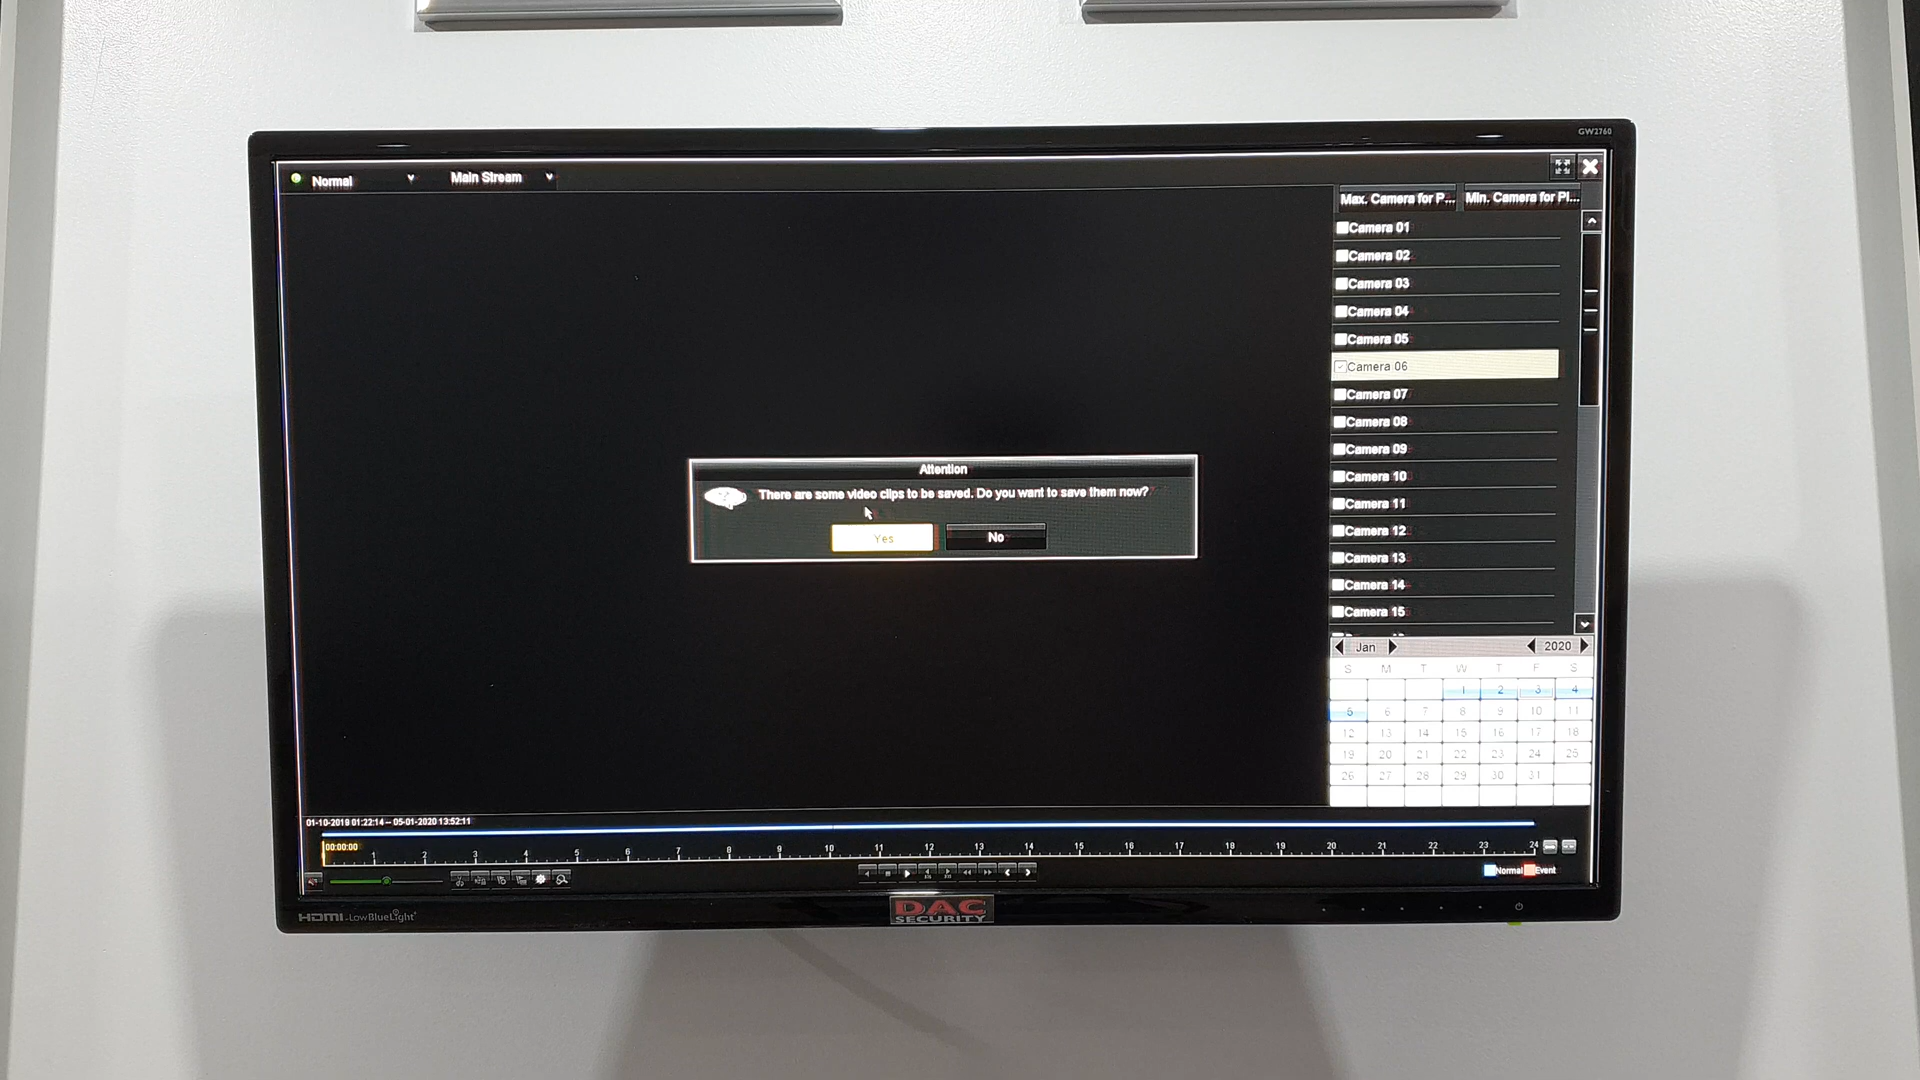 GW2760
Normal
Main Stream
Max. Camera for P...
Min. Camera for Pl...
Camera 01
Camera 02
Camera 03
Camera 04
Camera 05
Camera 06
Camera 07
Camera 08
Camera 09
Camera 10
Camera 11
Camera 12
Camera 13
Camera 14
Camera 15
Attention
There are some video clips to be saved. Do you want to save them now?
Yes
No
Jan
2020
S M T W T F S
1 2 3 4
5 6 7 8 9 10 11
12 13 14 15 16 17 18
19 20 21 22 23 24 25
26 27 28 29 30 31
01-10-2019 01:22:14 -- 05-01-2020 13:52:11
00:00:00
1 2 3 4 5 6 7 8 9 10 11 12 13 14 15 16 17 18 19 20 21 22 23 24
Normal
Event
HDMI
LowBlueLight
DAC
SECURITY